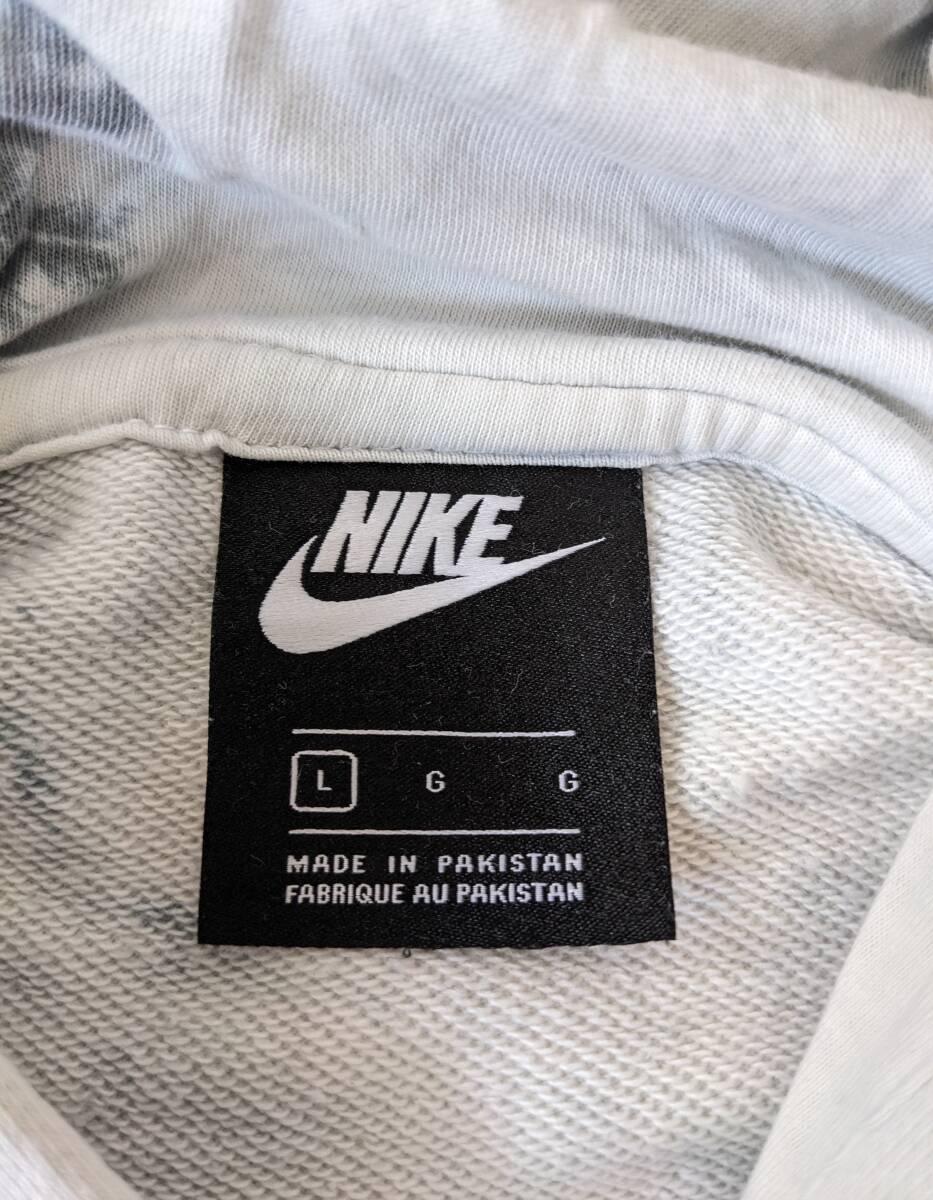 NIKE
L G G
MADE IN PAKISTAN
FABRIQUE AU PAKISTAN